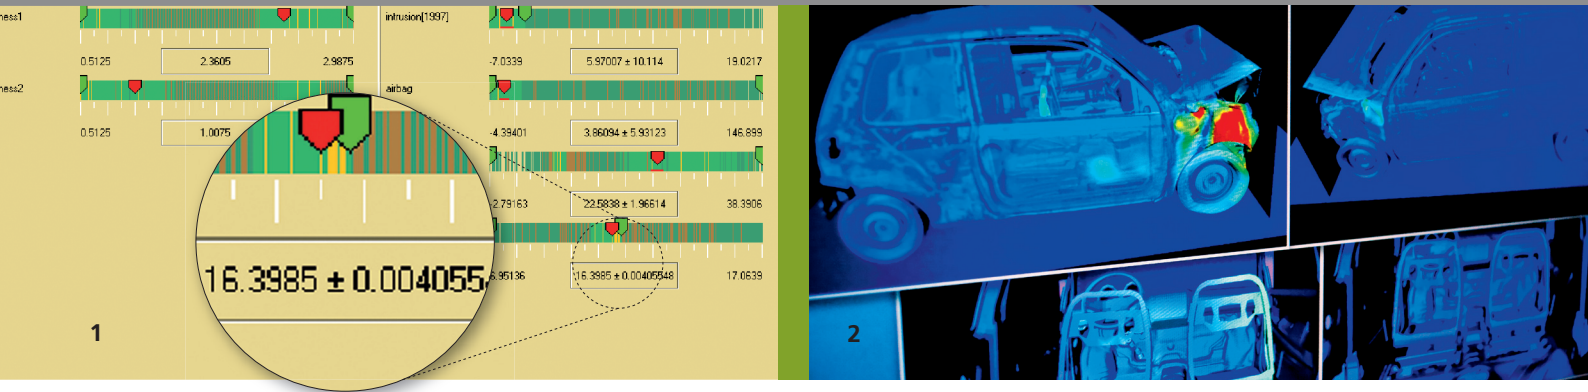 ness1
intrusion[1997]
0.5125
2.3605
2.9875
-7.0339
5.97007 ± 10.114
19.0217
ness2
airbag
0.5125
1.0075
-4.39401
3.86094 ± 5.93123
146.899
2.79163
22.5838 ± 1.96614
38.3906
16.3985 ± 0.004055
6.95136
16.3985 ± 0.00405548
17.0639
1
2